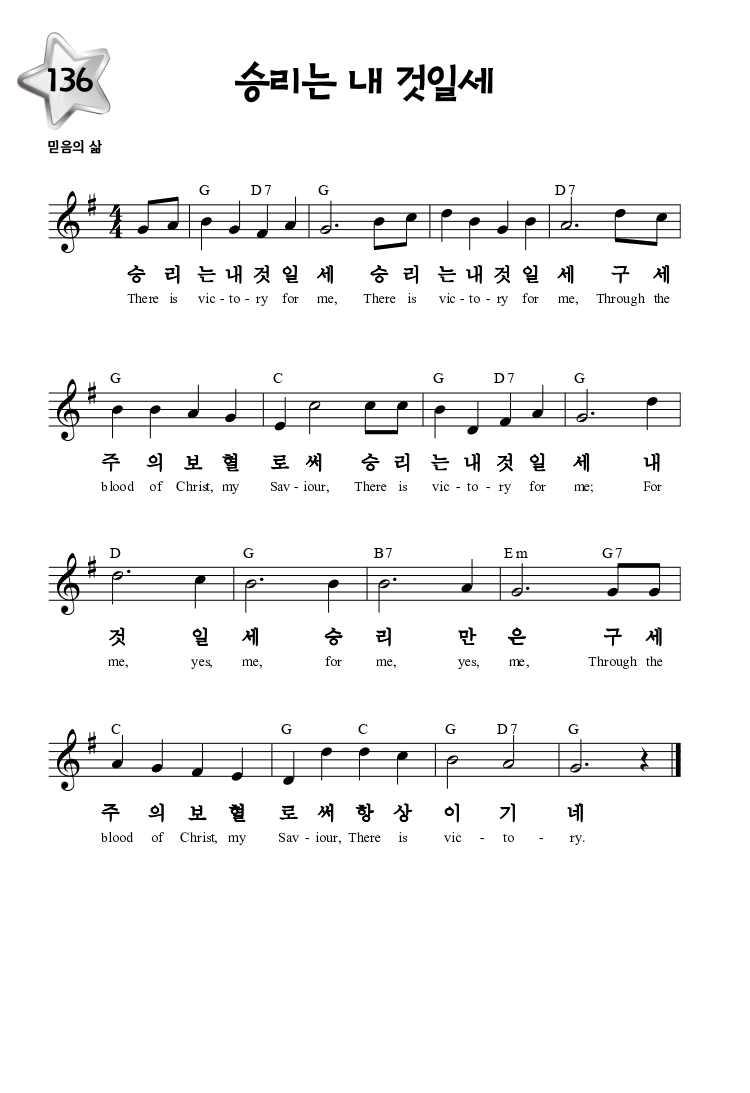 136
승리는 내 것일세
믿음의 삶
G D7 G D7
4
4
승 리 는 내 것 일 세 승 리 는 내 것 일 세 구 세
There is vic - to - ry for me, There is vic - to - ry for me, Through the
G C G D7 G
주 의 보 혈 로 써 승 리 는 내 것 일 세 내
blood of Christ, my Sav - iour, There is vic - to - ry for me; For
D G B7 Em G7
것 일 세 승 리 만 은 구 세
me, yes, me, for me, yes, me, Through the
C G C G D7 G
주 의 보 혈 로 써 항 상 이 기 네
blood of Christ, my Sav - iour, There is vic - to - ry.